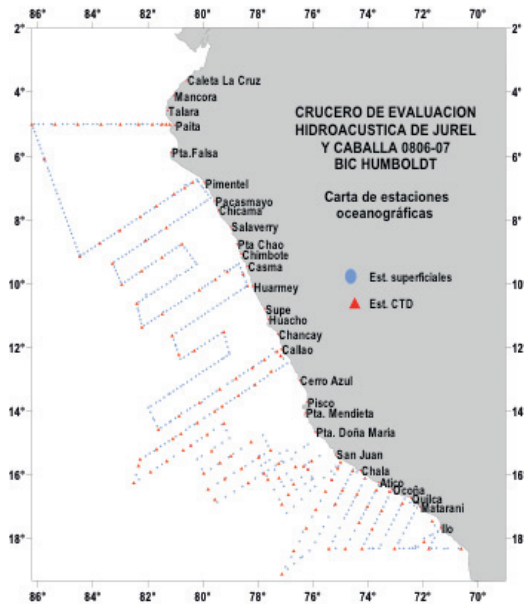 86° 84° 82° 80° 78° 76° 74° 72° 70°
2° 2°
Caleta La Cruz
4° Mancora 4°
Talara
Paita
CRUCERO DE EVALUACION
HIDROACUSTICA DE JUREL
Y CABALLA 0806-07
BIC HUMBOLDT
Pta.Falsa
6° 6°
Pimentel
Carta de estaciones
oceanográficas
Pacasmayo
8° Chicama 8°
Salaverry
Pta Chao
Chimbote
Est. superficiales
Casma
Est. CTD
10° Huarmey 10°
Supe
Huacho
Chancay
12° Callao 12°
Cerro Azul
Pisco
14° Pta. Mendieta 14°
Pta. Doña Maria
San Juan
16° Chala 16°
Atico
Ocoña
Quilca
Matarani
Ilo
18° 18°
86° 84° 82° 80° 78° 76° 74° 72° 70°